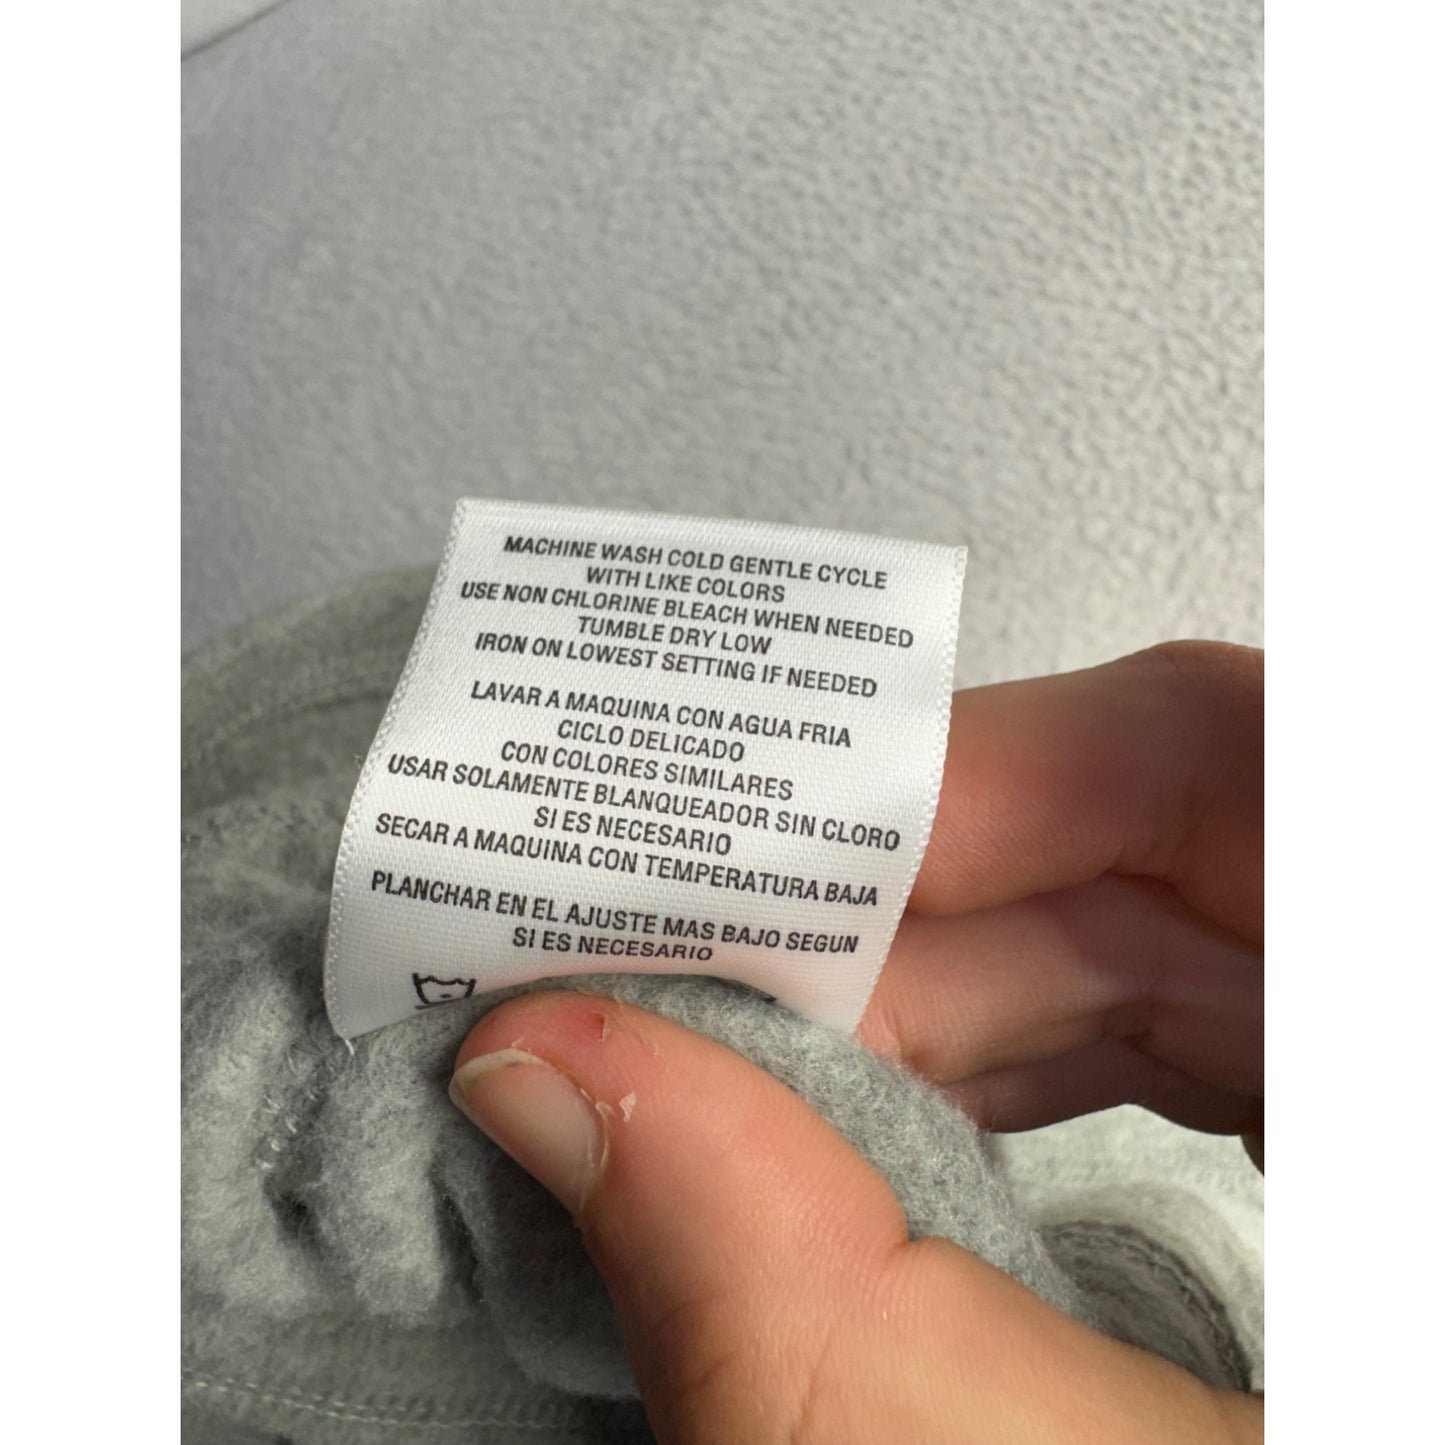 MACHINE WASH COLD GENTLE CYCLE
WITH LIKE COLORS
USE NON CHLORINE BLEACH WHEN NEEDED
TUMBLE DRY LOW
IRON ON LOWEST SETTING IF NEEDED
LAVAR A MAQUINA CON AGUA FRIA
CICLO DELICADO
CON COLORES SIMILARES
USAR SOLAMENTE BLANQUEADOR SIN CLORO
SI ES NECESARIO
SECAR A MAQUINA CON TEMPERATURA BAJA
PLANCHAR EN EL AJUSTE MAS BAJO SEGUN
SI ES NECESARIO